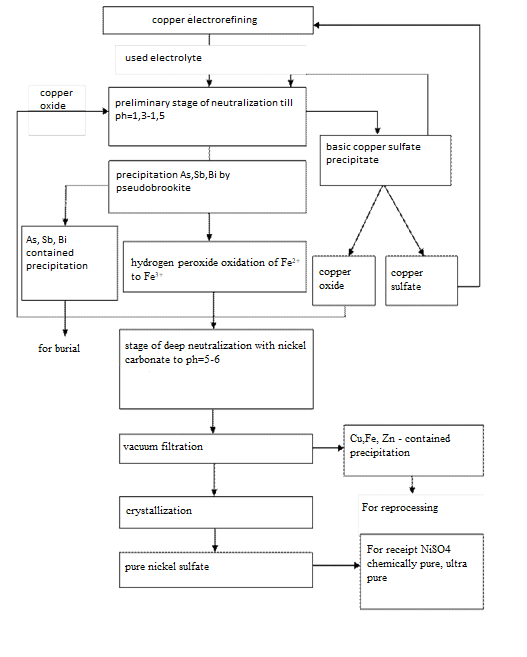 copper electrorefining
used electrolyte
copper
oxide
preliminary stage of neutralization till
ph=1,3-1,5
basic copper sulfate
precipitate
precipitation As,Sb,Bi by
pseudobrookite
As, Sb, Bi
contained
precipitation
hydrogen peroxide oxidation of Fe²⁺
to Fe³⁺
copper
oxide
copper
sulfate
for burial
stage of deep neutralization with nickel
carbonate to ph=5-6
vacuum filtration
Cu,Fe, Zn - contained
precipitation
crystallization
For reprocessing
pure nickel sulfate
For receipt NiSO4
chemically pure, ultra
pure